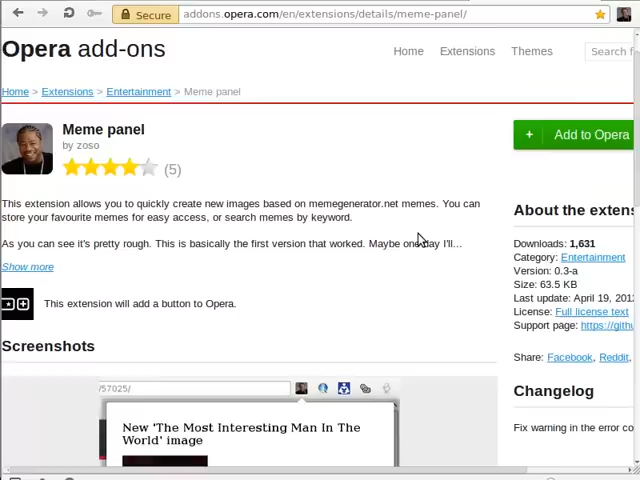 Secure addons.opera.com/en/extensions/details/meme-panel/
Opera add-ons
Home Extensions Themes Search
Home > Extensions > Entertainment > Meme panel
Meme panel
by zoso
(5)
+ Add to Opera
This extension allows you to quickly create new images based on memegenerator.net memes. You can
store your favourite memes for easy access, or search memes by keyword.
As you can see it's pretty rough. This is basically the first version that worked. Maybe one day I'll...
Show more
This extension will add a button to Opera.
Screenshots
/57025/
New 'The Most Interesting Man In The
World' image
About the
Downloads: 1,631
Category: Entertainment
Version: 0.3-a
Size: 63.5 KB
Last update: April 19,
License: Full license text
Support page:
Share: Facebook, Reddit,
Changelog
Fix warning in the error